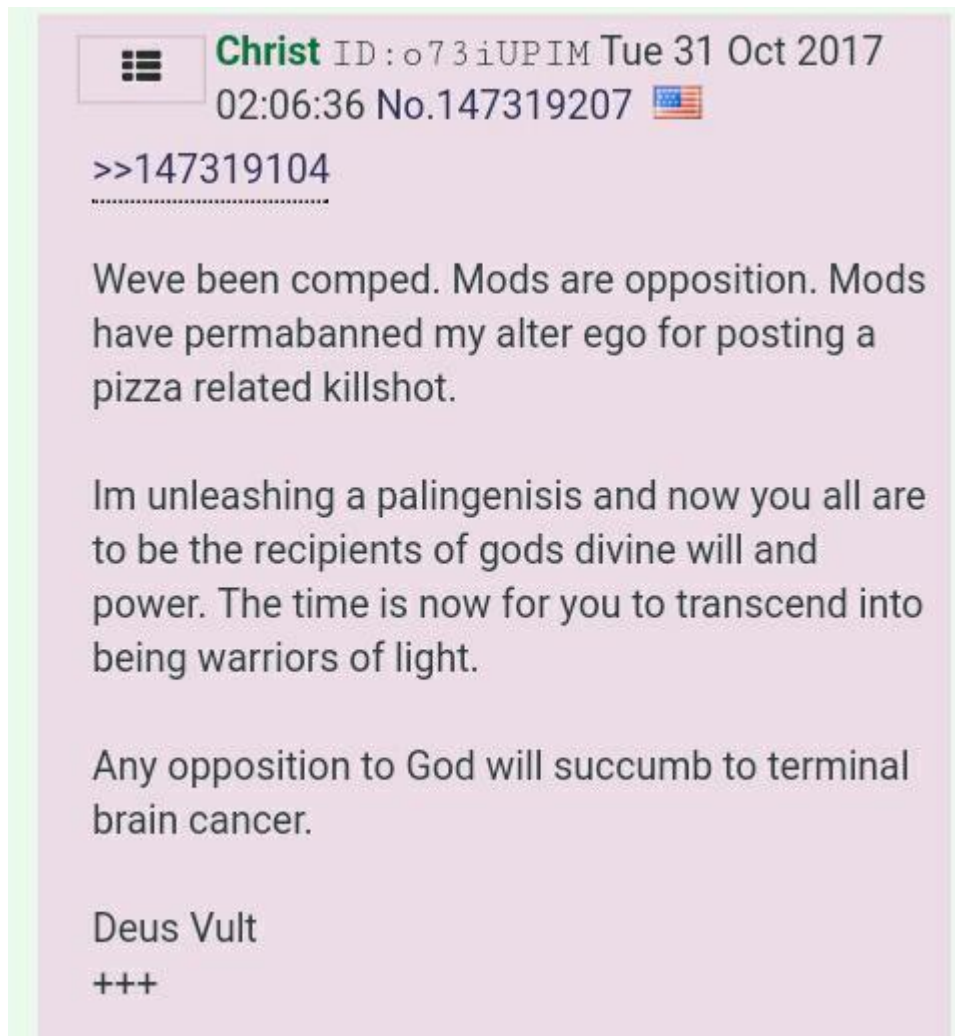 Christ ID:o73iUPIM Tue 31 Oct 2017
02:06:36 No.147319207
>>147319104
Weve been comped. Mods are opposition. Mods
have permabanned my alter ego for posting a
pizza related killshot.
Im unleashing a palingenisis and now you all are
to be the recipients of gods divine will and
power. The time is now for you to transcend into
being warriors of light.
Any opposition to God will succumb to terminal
brain cancer.
Deus Vult
+++